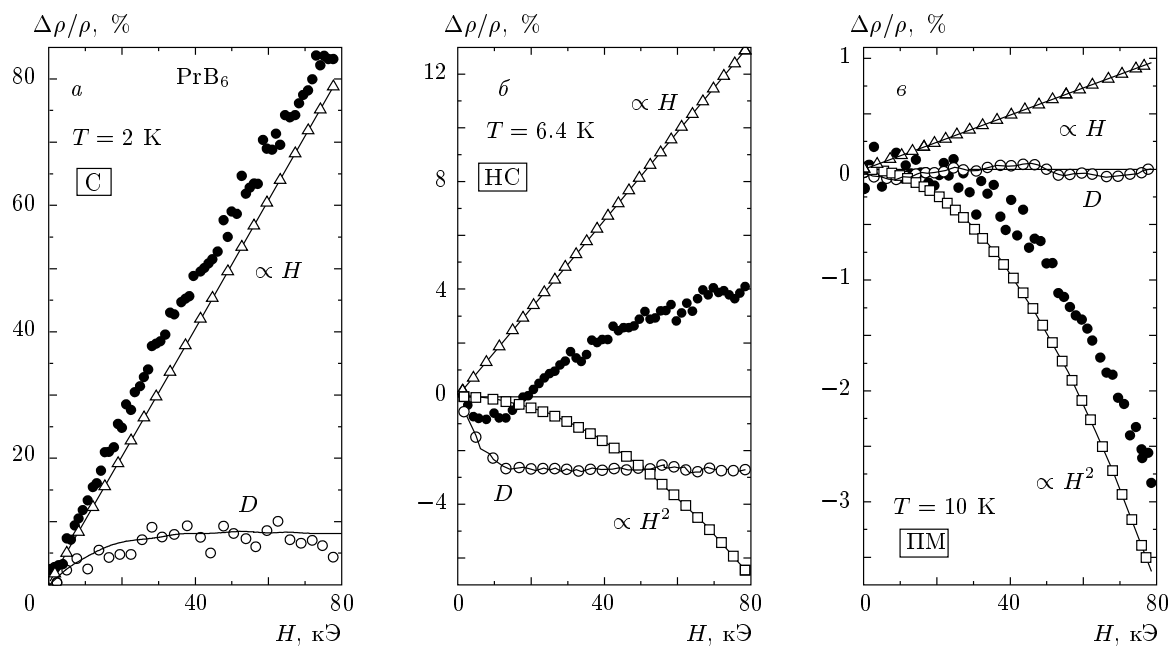 Δρ/ρ, %
80
60
40
20
0
40
80
H, кЭ
а
PrB₆
T = 2 K
С
∝ H
D
Δρ/ρ, %
12
8
4
0
−4
0
40
80
H, кЭ
б
T = 6.4 K
НС
∝ H
D
∝ H²
Δρ/ρ, %
1
0
−1
−2
−3
0
20
40
60
80
H, кЭ
в
∝ H
D
∝ H²
T = 10 K
ПМ